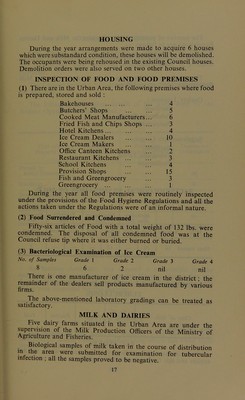 HOUSING
During the year arrangements were made to acquire 6 houses
which were substandard condition, these houses will be demolished.
The occupants were being rehoused in the existing Council houses.
Demolition orders were also served on two other houses.
INSPECTION OF FOOD AND FOOD PREMISES
(1) There are in the Urban Area, the following premises where food
is prepared, stored and sold :
Bakehouses ... ... ... 4
Butchers' Shops ... ... 5
Cooked Meat Manufacturers... 6
Fried Fish and Chips Shops ... 3
Hotel Kitchens ... ... 4
Ice Cream Dealers ... ... 10
Ice Cream Makers ... ... 1
Office Canteen Kitchens ... 2
Restaurant Kitchens ... ... 3
School Kitchens ... ... 4
Provision Shops ... ... 15
Fish and Greengrocery ... 3
Greengrocery ... ... 1
During the year all food premises were routinely inspected
under the provisions of the Food Hygiene Regulations and all the
actions taken under the Regulations were of an informal nature.
(2) Food Surrendered and Condemned
Fifty-six articles of Food with a total weight of 132 lbs. were
condemned. The disposal of all condemned food was at the
Council refuse tip where it was either burned or buried.
(3) Bacteriological Examination of Ice Cream
No. of Samples Grade 1 Grade 2 Grade 3 Grade 4
8 6 2 nil nil
There is one manufacturer of ice cream in the district ; the
remainder of the dealers sell products manufactured by various
firms.
The above-mentioned laboratory gradings can be treated as
satisfactory.
MILK AND DAIRIES
Five dairy farms situated in the Urban Area are under the
supervision of the Milk Production Officers of the Ministry of
Agriculture and Fisheries.
Biological samples of milk taken in the course of distribution
in the area were submitted for examination for tubercular
infection ; all the samples proved to be negative.
17